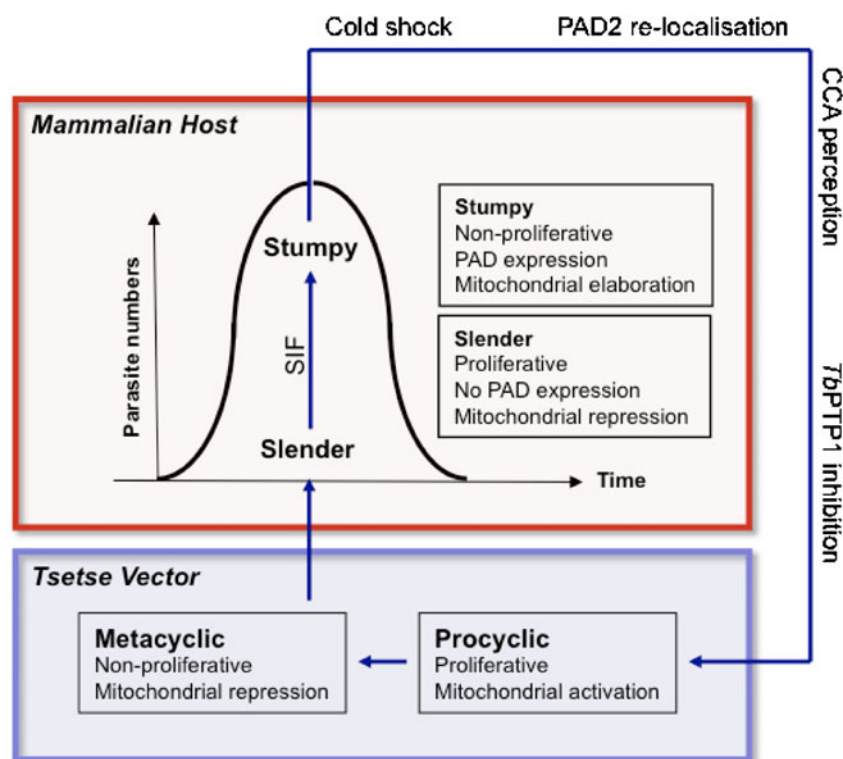 Cold shock
PAD2 re-localisation
CCA perception
TbPTP1 inhibition
Mammalian Host
Parasite numbers
Stumpy
SIF
Slender
Time
Stumpy
Non-proliferative
PAD expression
Mitochondrial elaboration
Slender
Proliferative
No PAD expression
Mitochondrial repression
Tsetse Vector
Metacyclic
Non-proliferative
Mitochondrial repression
Procyclic
Proliferative
Mitochondrial activation